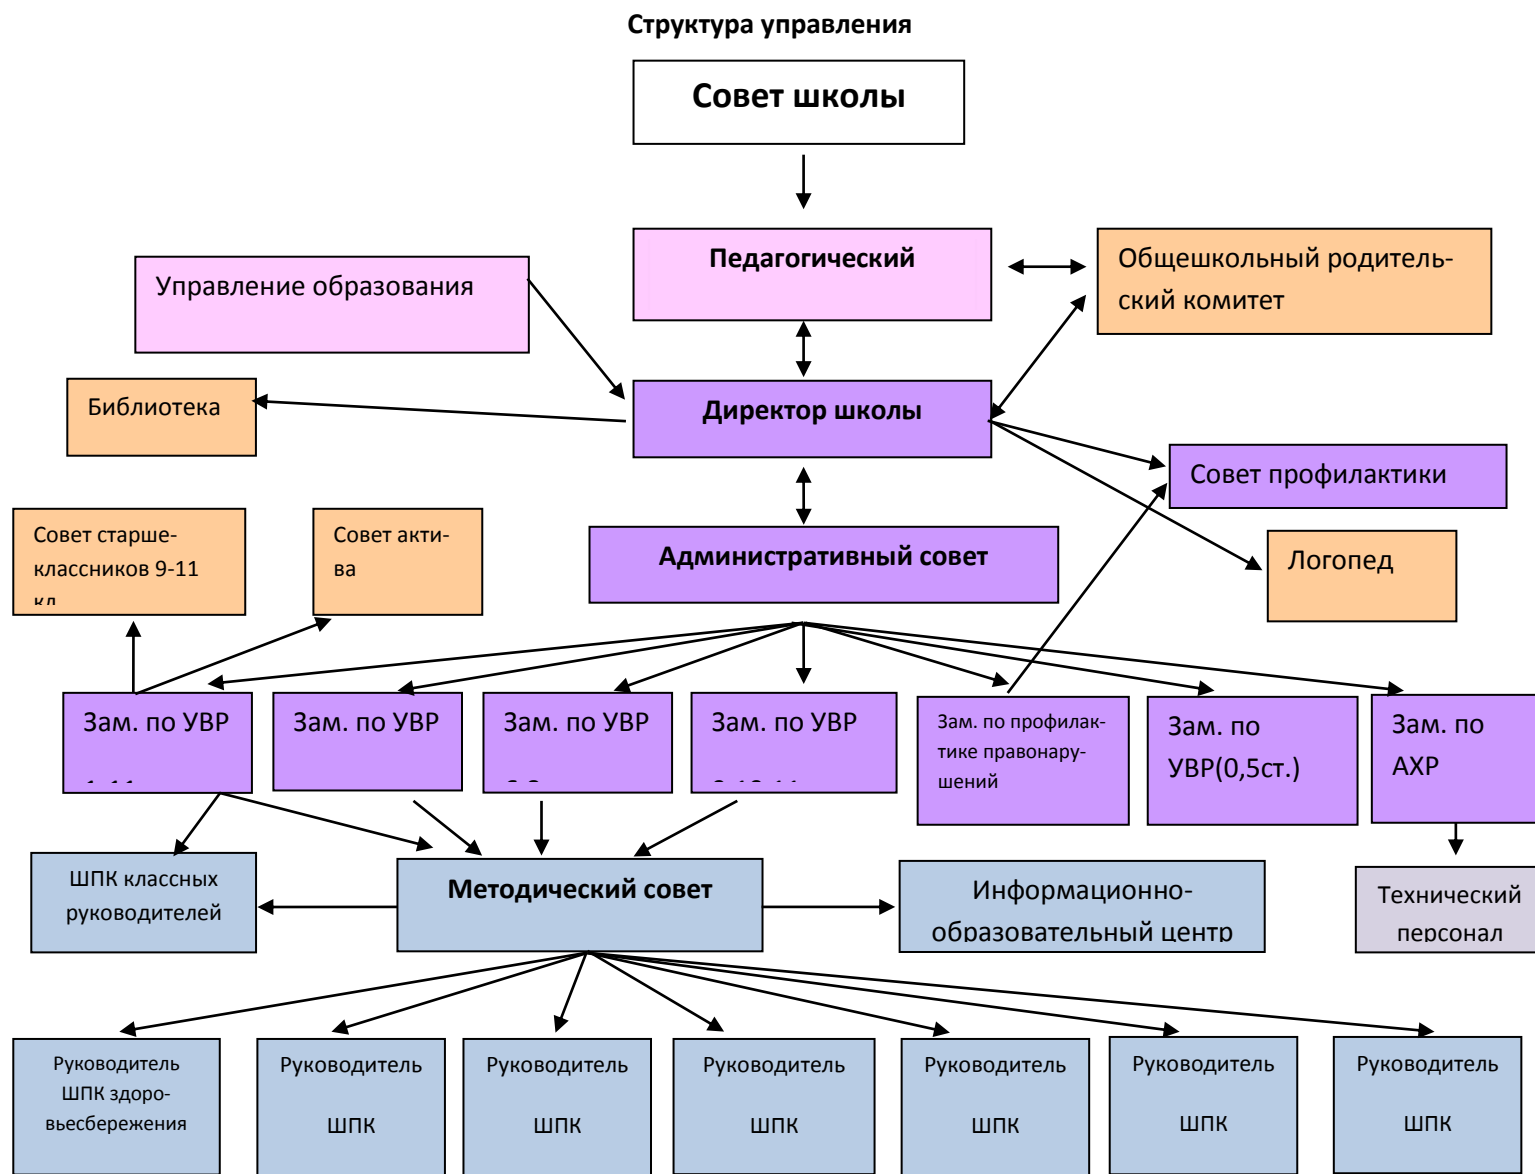 Структура управления
Совет школы
Педагогический
Общешкольный родитель-
ский комитет
Управление образования
Библиотека
Директор школы
Совет профилактики
Совет старше-
классников 9-11
кл
Совет акти-
ва
Административный совет
Логопед
Зам. по УВР
Зам. по УВР
Зам. по УВР
Зам. по УВР
Зам. по профилак-
тике правонару-
шений
Зам. по
УВР(0,5ст.)
Зам. по
АХР
ШПК классных
руководителей
Методический совет
Информационно-
образовательный центр
Технический
персонал
Руководитель
ШПК здоро-
вьесбережения
Руководитель
ШПК
Руководитель
ШПК
Руководитель
ШПК
Руководитель
ШПК
Руководитель
ШПК
Руководитель
ШПК